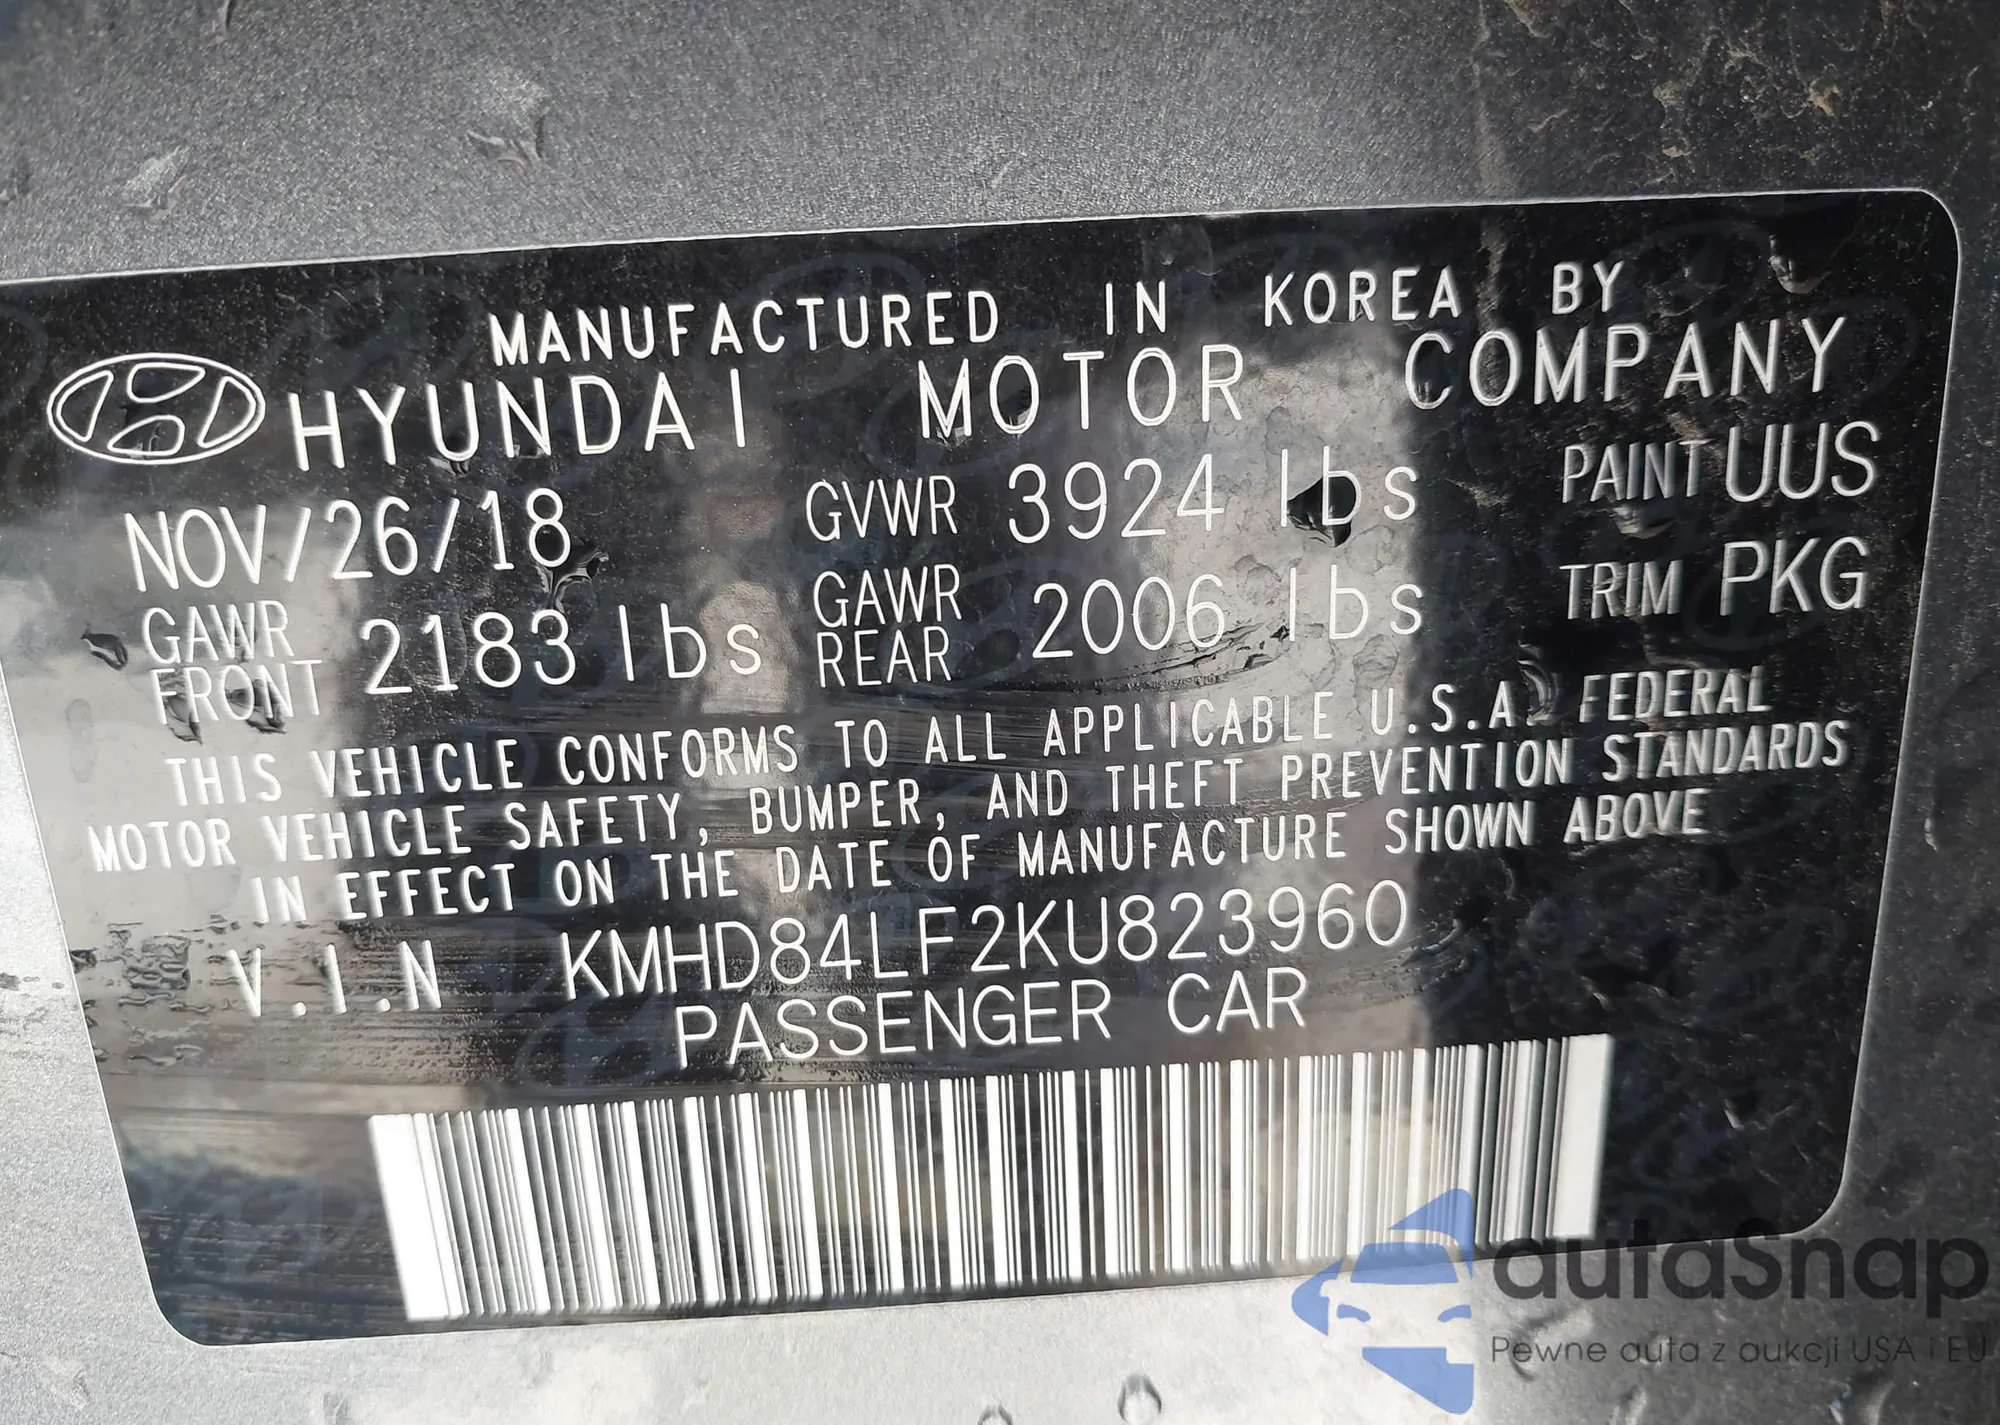 MANUFACTURED IN KOREA BY
HYUNDAI MOTOR COMPANY
NOV/26/18 GVWR 3924 lbs PAINT UUS
GAWR FRONT 2183 lbs GAWR REAR 2006 lbs TRIM PKG
THIS VEHICLE CONFORMS TO ALL APPLICABLE U.S.A. FEDERAL
MOTOR VEHICLE SAFETY, BUMPER, AND THEFT PREVENTION STANDARDS
IN EFFECT ON THE DATE OF MANUFACTURE SHOWN ABOVE
V.I.N KMHD84LF2KU823960
PASSENGER CAR
autaSnap
Pewne auta z aukcji USA i EU